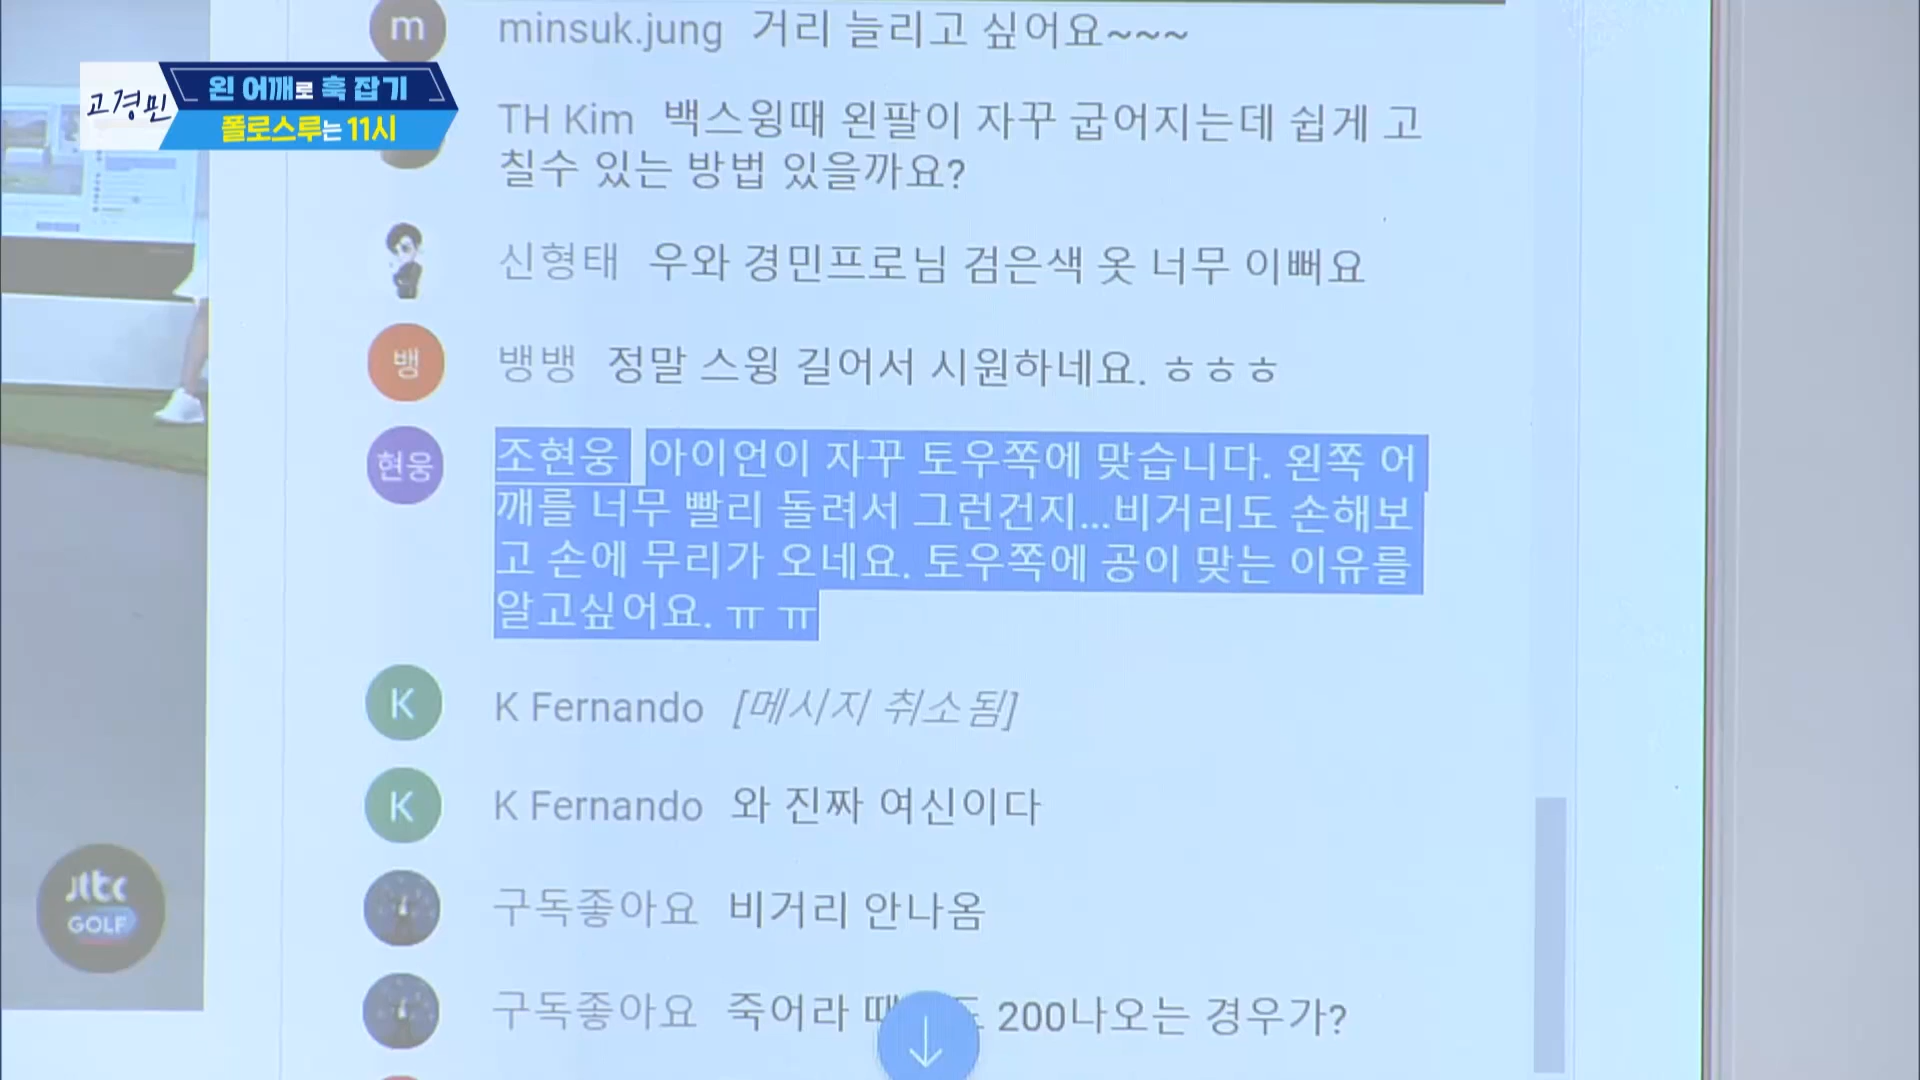 m minsuk.jung 거리 늘리고 싶어요~~~
고경민 왼 어깨로 훅 잡기
폴로스루는 11시
TH Kim 백스윙때 왼팔이 자꾸 굽어지는데 쉽게 고
칠수 있는 방법 있을까요?
신형태 우와 경민프로님 검은색 옷 너무 이뻐요
뱅 뱅뱅 정말 스윙 길어서 시원하네요. ㅎㅎㅎ
현웅 조현웅 아이언이 자꾸 토우쪽에 맞습니다. 왼쪽 어
깨를 너무 빨리 돌려서 그런건지...비거리도 손해보
고 손에 무리가 오네요. 토우쪽에 공이 맞는 이유를
알고싶어요. ㅠㅠ
K K Fernando [메시지 취소됨]
K K Fernando 와 진짜 여신이다
구독좋아요 비거리 안나옴
구독좋아요 죽어라 200나오는 경우가?
Jtbc
GOLF